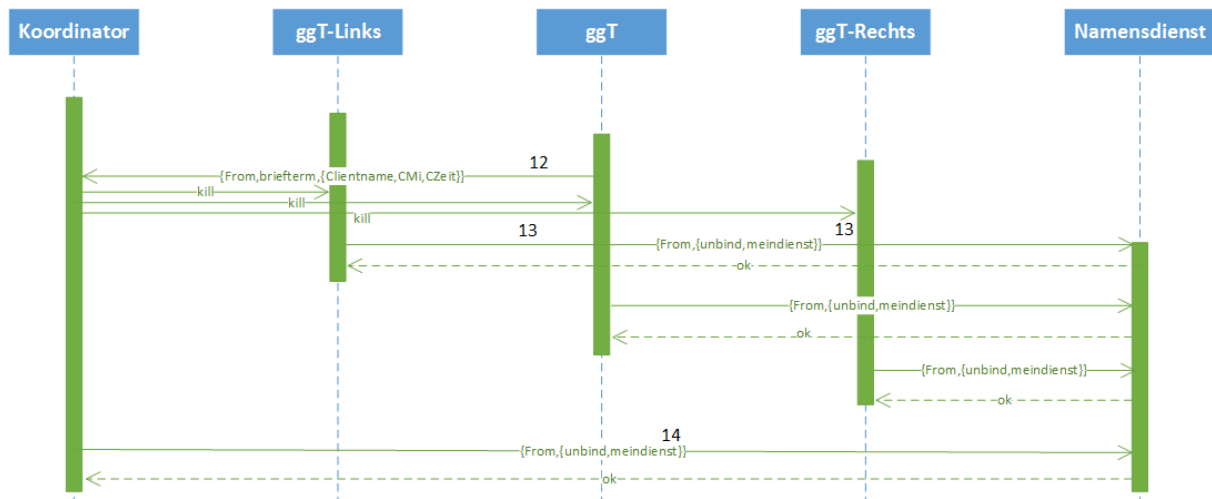 Koordinator
ggT-Links
ggT
ggT-Rechts
Namensdienst
12
{From,briefterm,{Clientname,CMi,CZeit}}
kill
kill
kill
13
{From,{unbind,meindienst}}
13
ok
{From,{unbind,meindienst}}
ok
{From,{unbind,meindienst}}
ok
14
{From,{unbind,meindienst}}
ok